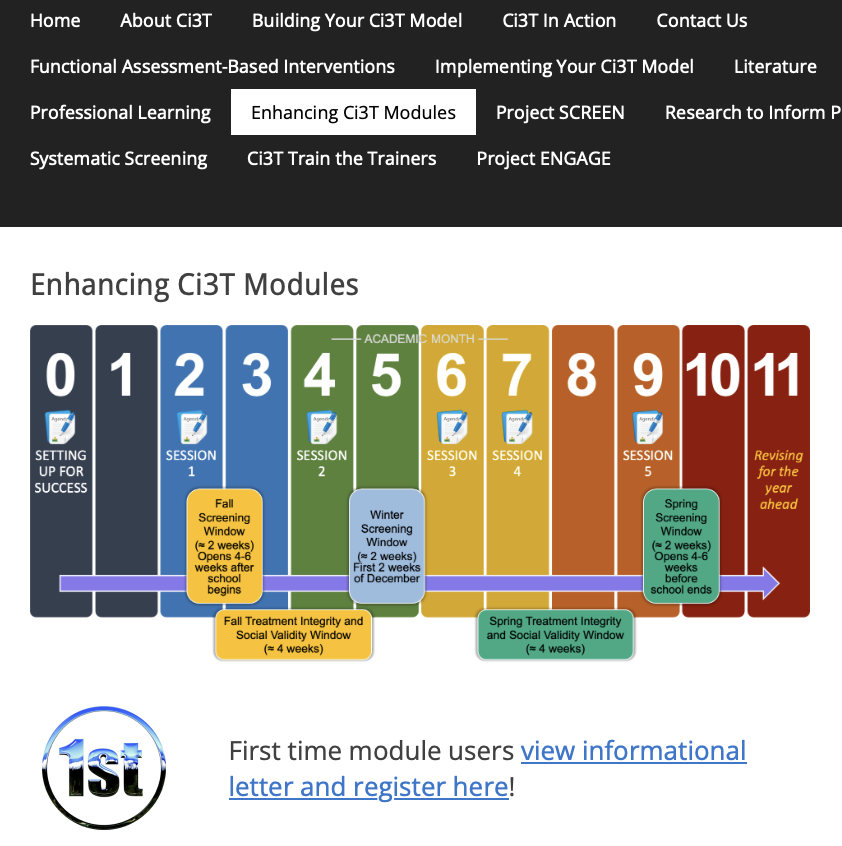 Home About Ci3T Building Your Ci3T Model Ci3T In Action Contact Us
Functional Assessment-Based Interventions Implementing Your Ci3T Model Literature
Professional Learning Enhancing Ci3T Modules Project SCREEN Research to Inform P
Systematic Screening Ci3T Train the Trainers Project ENGAGE
Enhancing Ci3T Modules
ACADEMIC MONTH
0 1 2 3 4 5 6 7 8 9 10 11
Agenda
SETTING
UP FOR
SUCCESS
Agenda
SESSION
1
Agenda
SESSION
2
Agenda
SESSION
3
Agenda
SESSION
4
Agenda
SESSION
5
Revising
for the
year
ahead
Fall
Screening
Window
(≈ 2 weeks)
Opens 4-6
weeks after
school
begins
Winter
Screening
Window
(≈ 2 weeks)
First 2 weeks
of December
Spring
Screening
Window
(≈ 2 weeks)
Opens 4-6
weeks
before
school ends
Fall Treatment Integrity and
Social Validity Window
(≈ 4 weeks)
Spring Treatment Integrity
and Social Validity Window
(≈ 4 weeks)
1st
First time module users view informational
letter and register here!